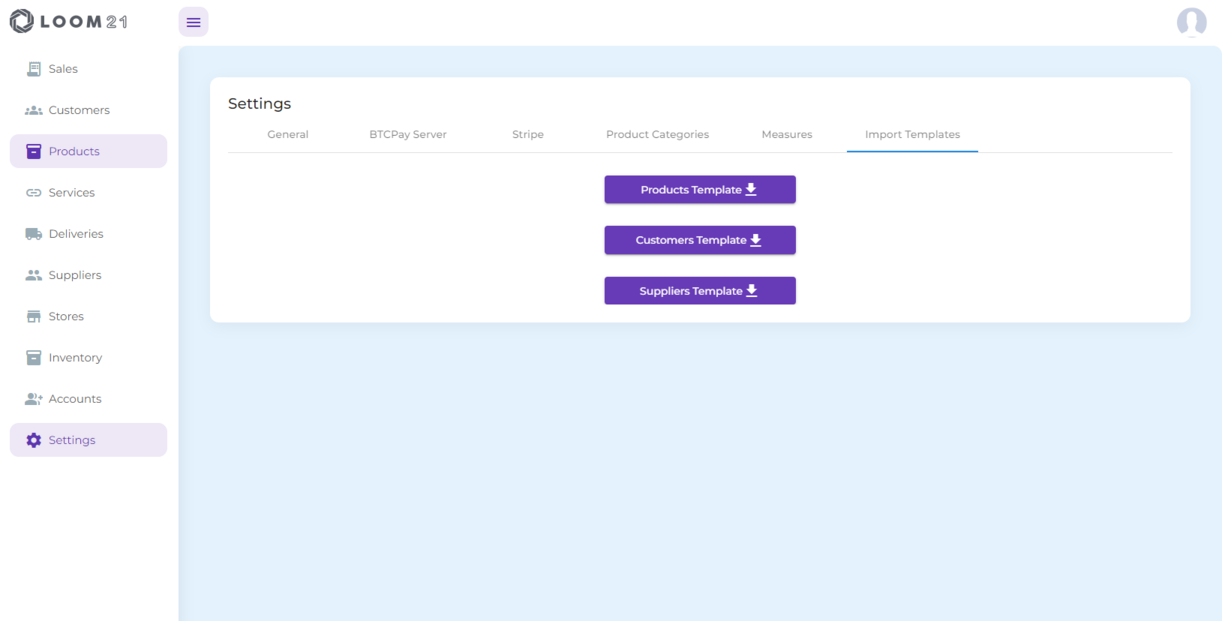 LOOM21
Sales
Customers
Products
Services
Deliveries
Suppliers
Stores
Inventory
Accounts
Settings
Settings
General BTCPay Server Stripe Product Categories Measures Import Templates
Products Template
Customers Template
Suppliers Template